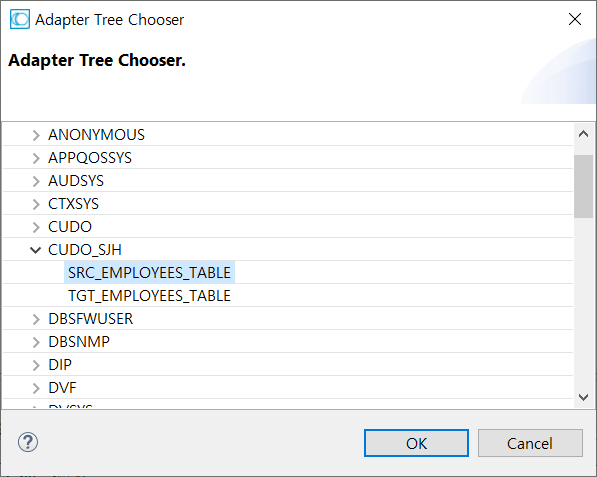 Adapter Tree Chooser
Adapter Tree Chooser.
ANONYMOUS
APPQOSSYS
AUDSYS
CTXSYS
CUDO
CUDO_SJH
SRC_EMPLOYEES_TABLE
TGT_EMPLOYEES_TABLE
DBSFWUSER
DBSNMP
DIP
DVF
DVSYS
?
OK
Cancel